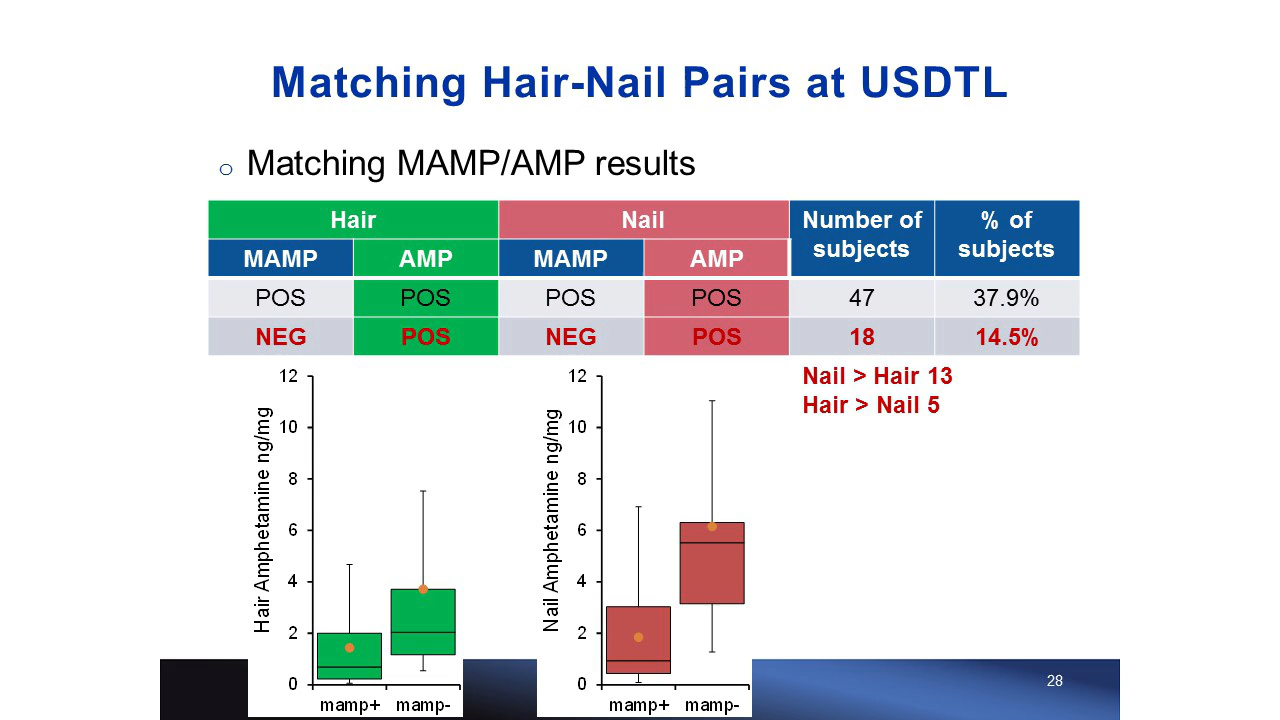 Matching Hair-Nail Pairs at USDTL
o Matching MAMP/AMP results
Hair Nail Number of subjects % of subjects
MAMP AMP MAMP AMP
POS POS POS POS 47 37.9%
NEG POS NEG POS 18 14.5%
Nail > Hair 13
Hair > Nail 5
Hair Amphetamine ng/mg
12
10
8
6
4
2
0
mamp+ mamp-
Nail Amphetamine ng/mg
12
10
8
6
4
2
0
mamp+ mamp-
28